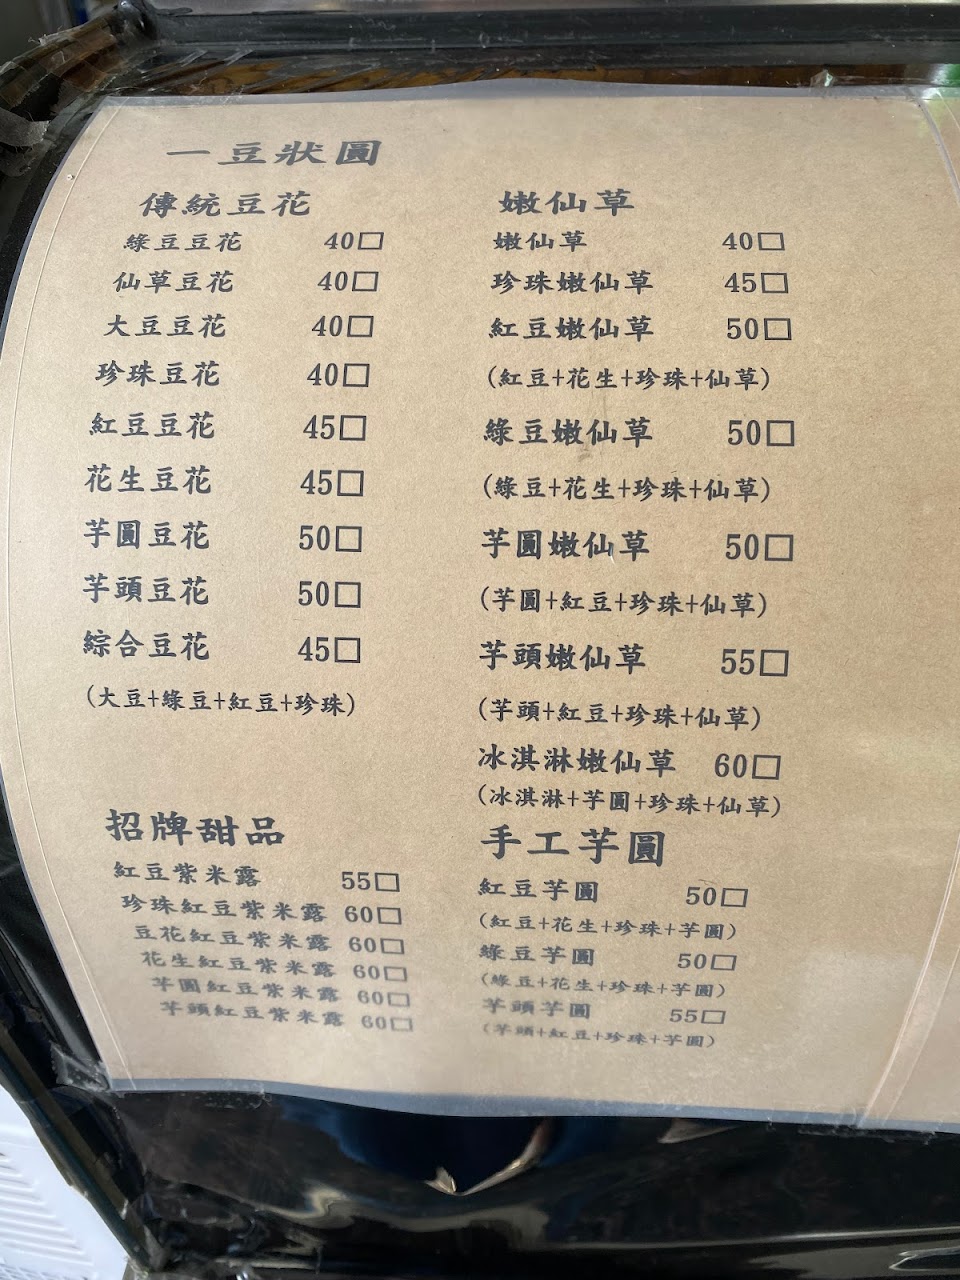 一豆狀圓
傳統豆花
綠豆豆花 40□
仙草豆花 40□
大豆豆花 40□
珍珠豆花 40□
紅豆豆花 45□
花生豆花 45□
芋圓豆花 50□
芋頭豆花 50□
綜合豆花 45□
(大豆+綠豆+紅豆+珍珠)
招牌甜品
紅豆紫米露 55□
珍珠紅豆紫米露 60□
豆花紅豆紫米露 60□
花生紅豆紫米露 60□
芋圓紅豆紫米露 60□
芋頭紅豆紫米露 60□
嫩仙草
嫩仙草 40□
珍珠嫩仙草 45□
紅豆嫩仙草 50□
(紅豆+花生+珍珠+仙草)
綠豆嫩仙草 50□
(綠豆+花生+珍珠+仙草)
芋圓嫩仙草 50□
(芋圓+紅豆+珍珠+仙草)
芋頭嫩仙草 55□
(芋頭+紅豆+珍珠+仙草)
冰淇淋嫩仙草 60□
(冰淇淋+芋圓+珍珠+仙草)
手工芋圓
紅豆芋圓 50□
(紅豆+花生+珍珠+芋圓)
綠豆芋圓 50□
(綠豆+花生+珍珠+芋圓)
芋頭芋圓 55□
(芋頭+紅豆+珍珠+芋圓)